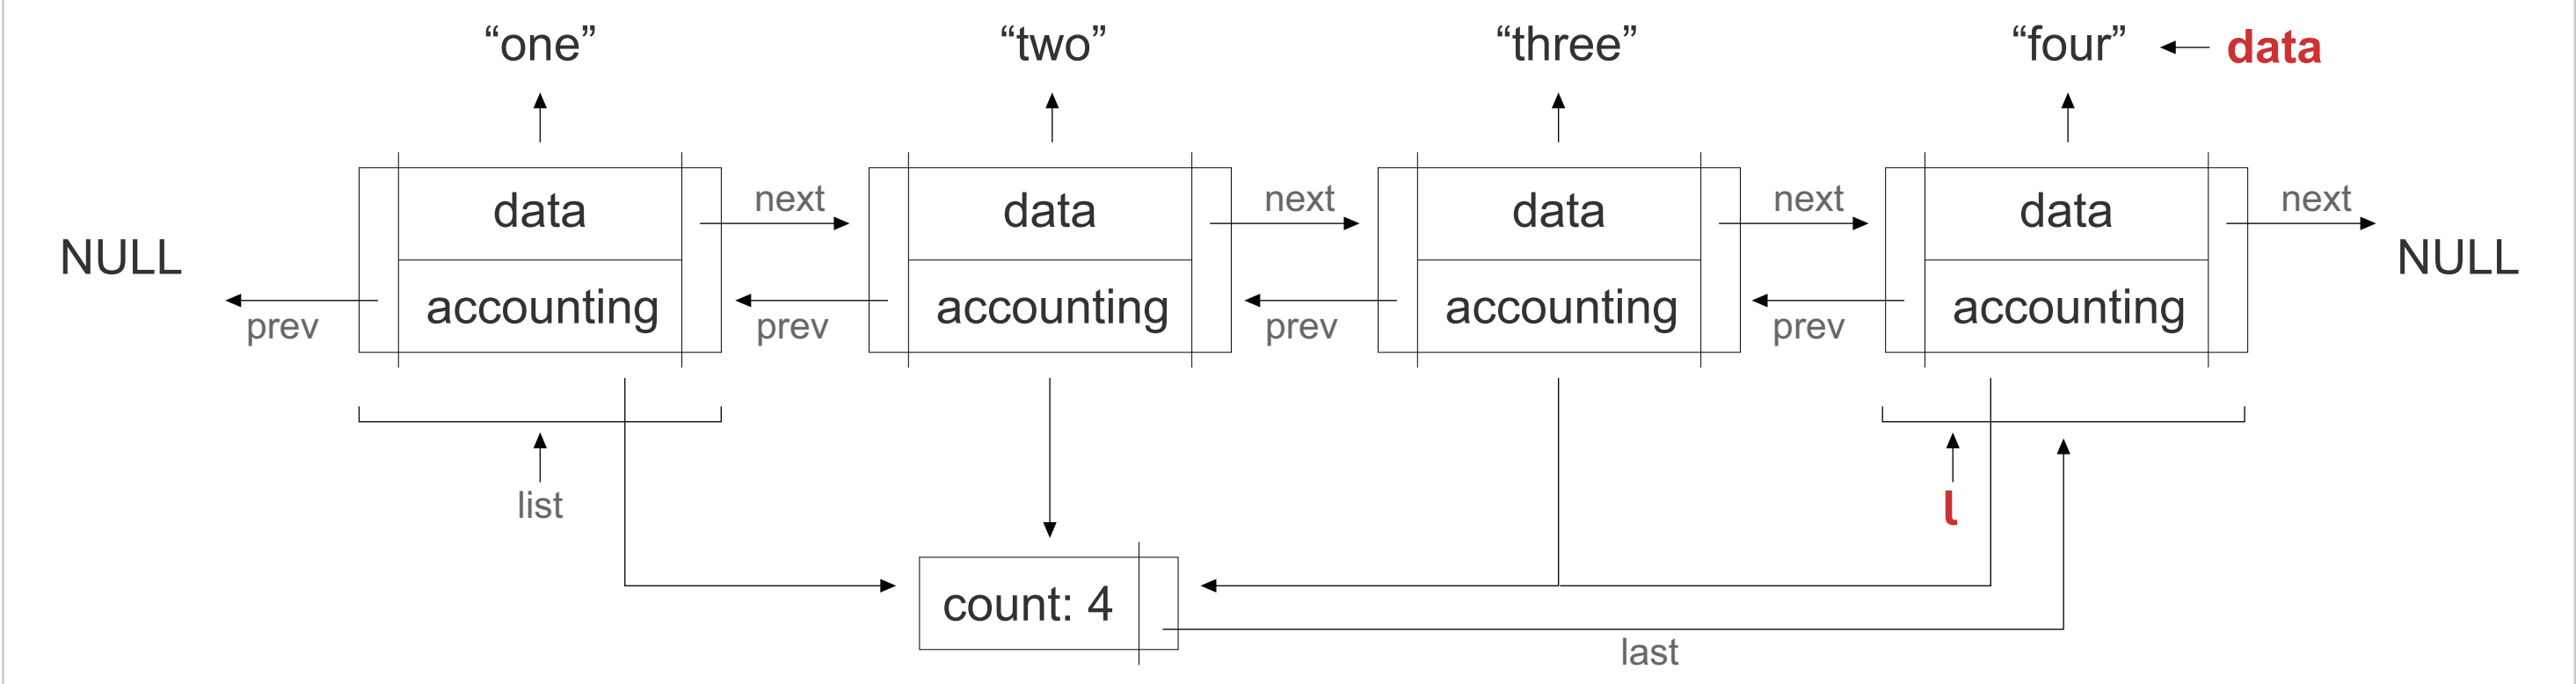 “one” “two” “three” “four” data
data next data next data next data next
NULL NULL
accounting accounting accounting accounting
prev prev prev prev
list l
count: 4
last